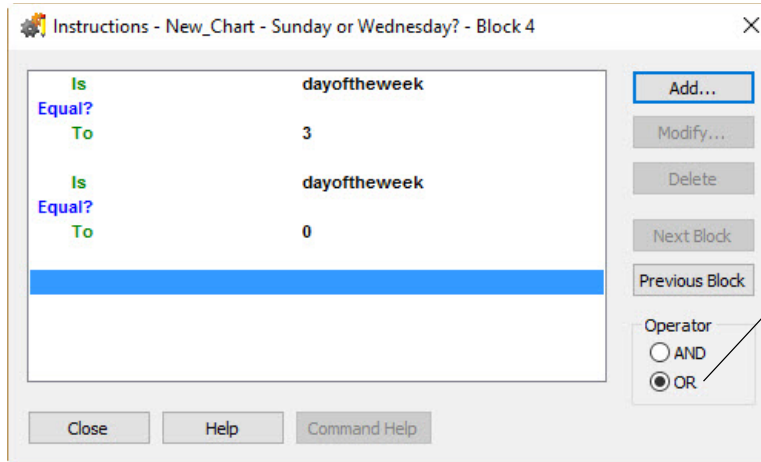 Instructions - New_Chart - Sunday or Wednesday? - Block 4
Is dayoftheweek
Equal?
To 3
Is dayoftheweek
Equal?
To 0
Add...
Modify...
Delete
Next Block
Previous Block
Operator
AND
OR
Close Help Command Help